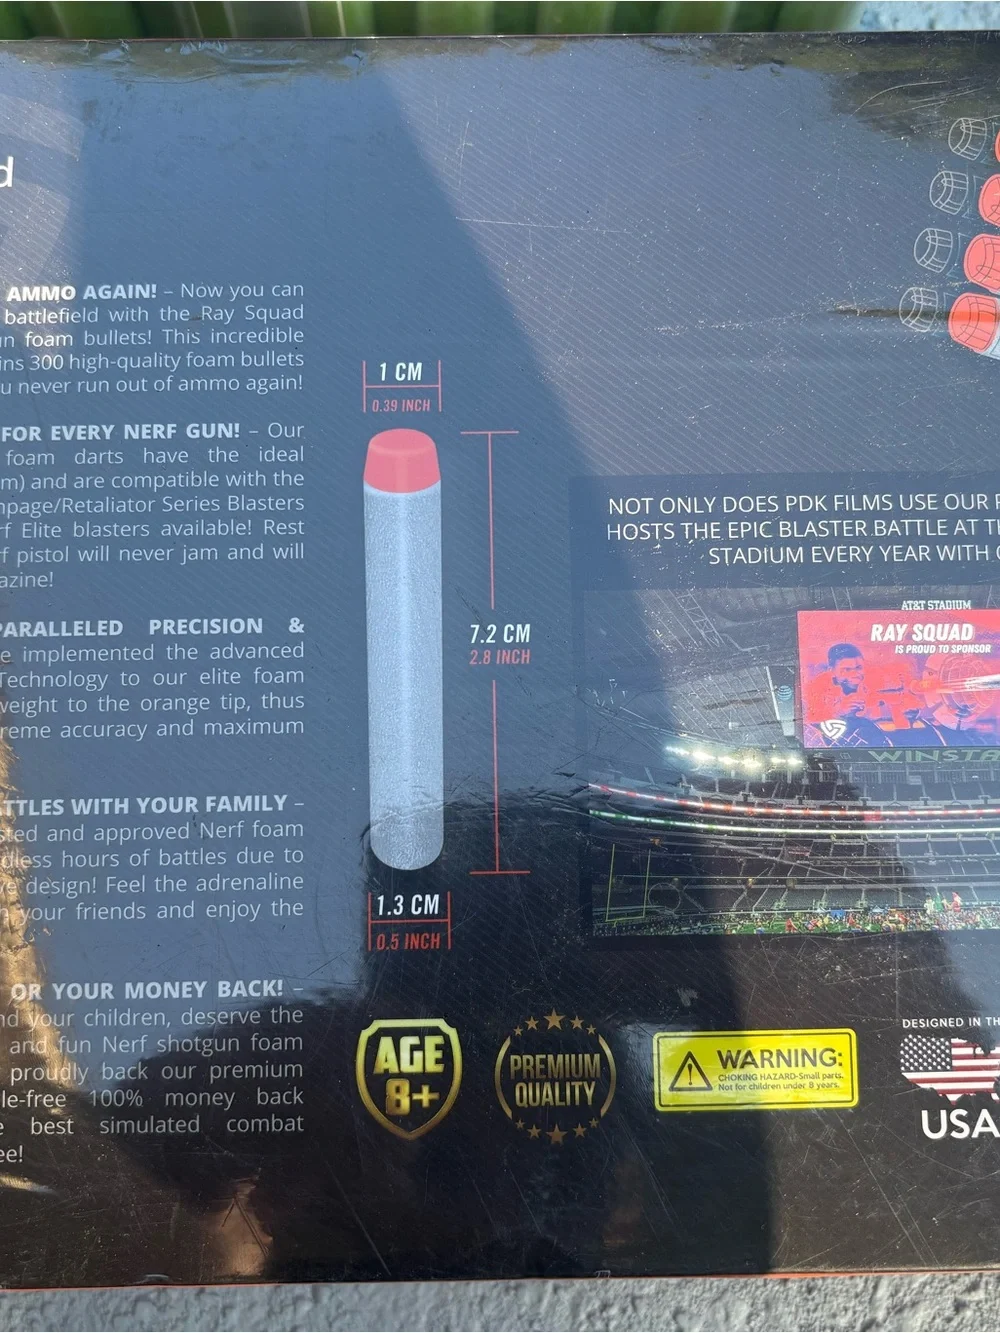 d
AMMO AGAIN! – Now you can
battlefield with the Ray Squad
un foam bullets! This incredible
ins 300 high-quality foam bullets
u never run out of ammo again!
FOR EVERY NERF GUN! – Our
foam darts have the ideal
m) and are compatible with the
npage/Retaliator Series Blasters
rf Elite blasters available! Rest
rf pistol will never jam and will
azine!
PARALLELED PRECISION &
e implemented the advanced
Technology to our elite foam
weight to the orange tip, thus
reme accuracy and maximum
TTLES WITH YOUR FAMILY –
sted and approved Nerf foam
dless hours of battles due to
ve design! Feel the adrenaline
h your friends and enjoy the
OR YOUR MONEY BACK! –
nd your children, deserve the
and fun Nerf shotgun foam
proudly back our premium
le-free 100% money back
e best simulated combat
ee!
1 CM
0.39 INCH
7.2 CM
2.8 INCH
1.3 CM
0.5 INCH
NOT ONLY DOES PDK FILMS USE OUR
HOSTS THE EPIC BLASTER BATTLE AT T
STADIUM EVERY YEAR WITH
AT&T STADIUM
RAY SQUAD
IS PROUD TO SPONSOR
WINSTA
AGE
8+
PREMIUM
QUALITY
WARNING:
CHOKING HAZARD-Small parts.
Not for children under 8 years.
DESIGNED IN TH
USA